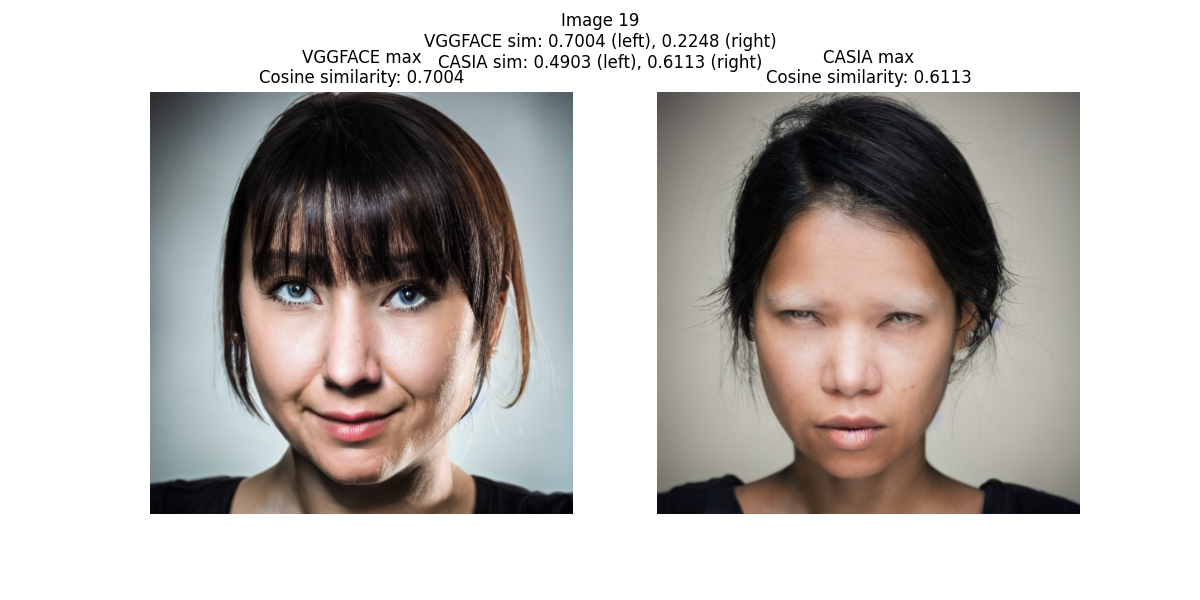 Image 19
VGGFACE sim: 0.7004 (left), 0.2248 (right)
CASIA sim: 0.4903 (left), 0.6113 (right)
VGGFACE max
Cosine similarity: 0.7004
CASIA max
Cosine similarity: 0.6113